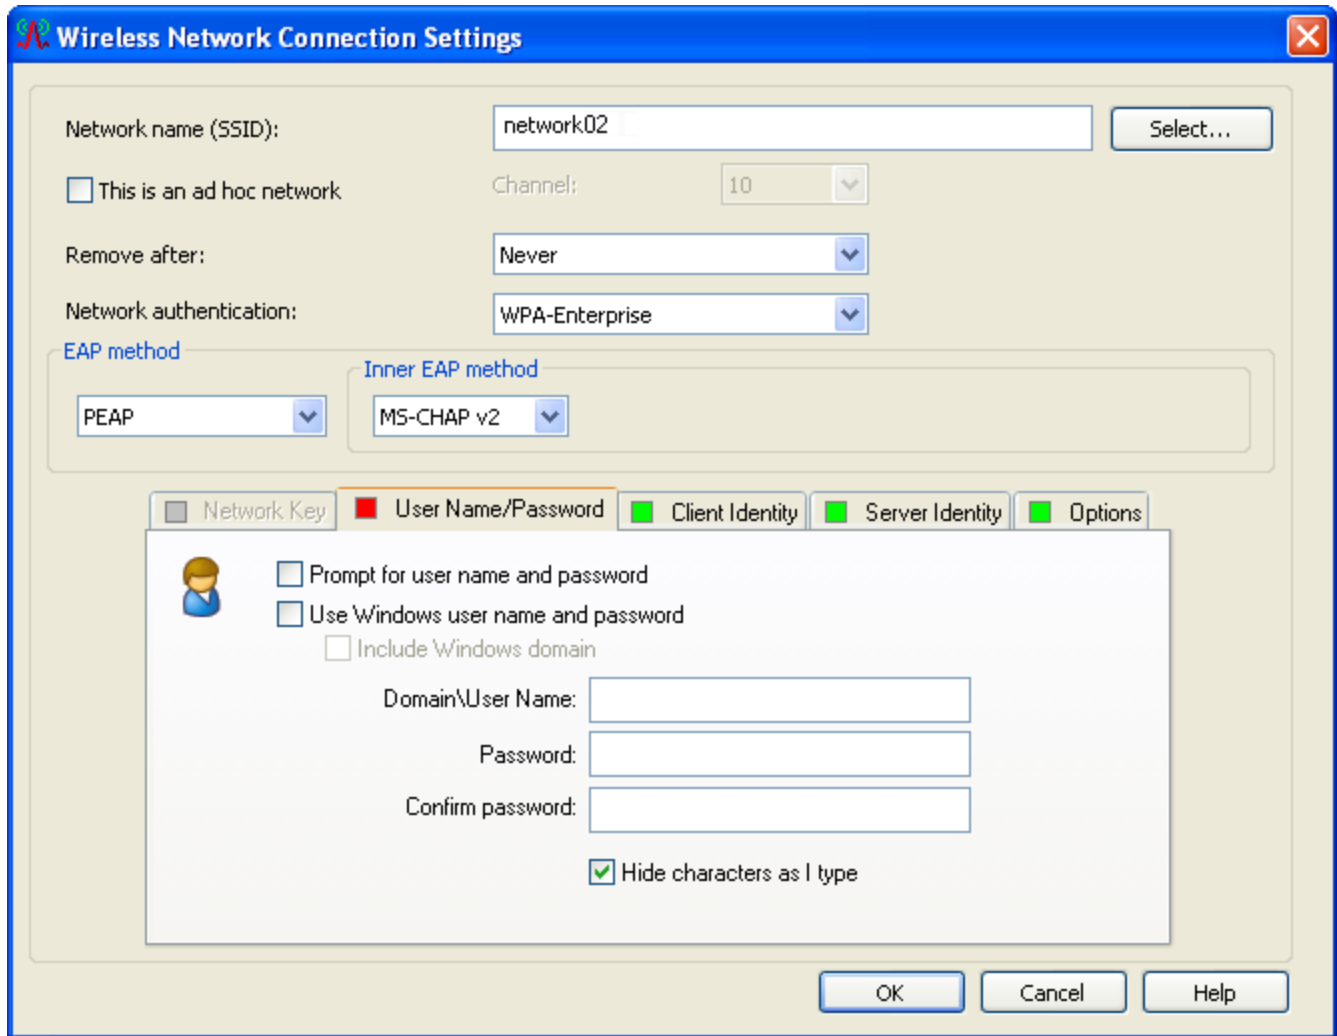 Wireless Network Connection Settings
Network name (SSID): network02 Select...
This is an ad hoc network Channel: 10
Remove after: Never
Network authentication: WPA-Enterprise
EAP method
Inner EAP method
PEAP MS-CHAP v2
Network Key User Name/Password Client Identity Server Identity Options
Prompt for user name and password
Use Windows user name and password
Include Windows domain
Domain\User Name:
Password:
Confirm password:
Hide characters as I type
OK Cancel Help